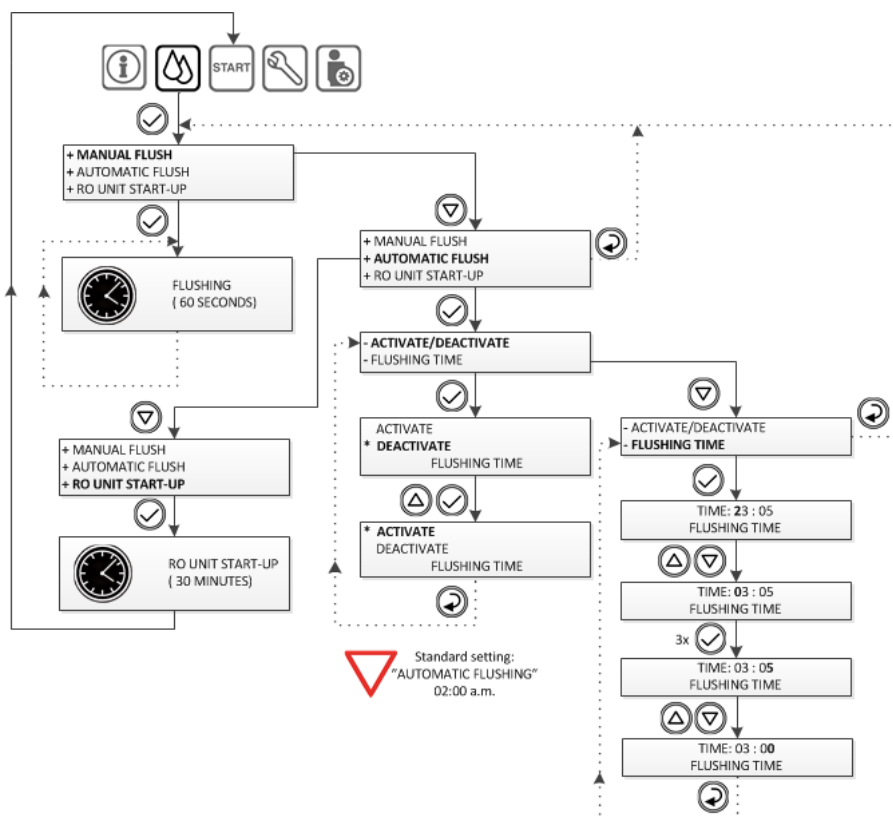 START
+ MANUAL FLUSH
+ AUTOMATIC FLUSH
+ RO UNIT START-UP
FLUSHING
( 60 SECONDS)
+ MANUAL FLUSH
+ AUTOMATIC FLUSH
+ RO UNIT START-UP
- ACTIVATE/DEACTIVATE
- FLUSHING TIME
ACTIVATE
* DEACTIVATE
FLUSHING TIME
* ACTIVATE
DEACTIVATE
FLUSHING TIME
+ MANUAL FLUSH
+ AUTOMATIC FLUSH
+ RO UNIT START-UP
RO UNIT START-UP
( 30 MINUTES)
Standard setting:
"AUTOMATIC FLUSHING"
02:00 a.m.
- ACTIVATE/DEACTIVATE
- FLUSHING TIME
TIME: 23 : 05
FLUSHING TIME
TIME: 03 : 05
FLUSHING TIME
3x
TIME: 03 : 05
FLUSHING TIME
TIME: 03 : 00
FLUSHING TIME